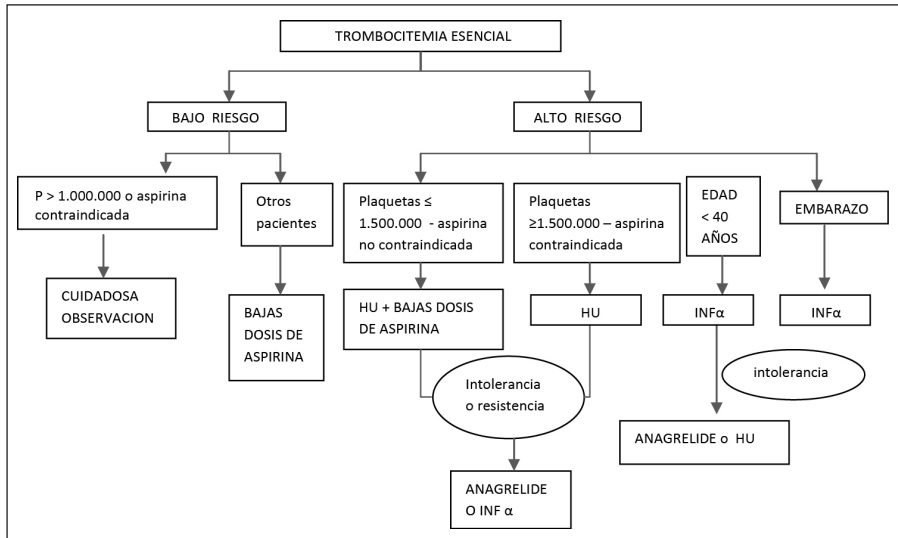 TROMBOCITEMIA ESENCIAL
BAJO RIESGO
ALTO RIESGO
P > 1.000.000 o aspirina
contraindicada
Otros
pacientes
Plaquetas ≤
1.500.000 - aspirina
no contraindicada
Plaquetas
≥1.500.000 – aspirina
contraindicada
EDAD
< 40
AÑOS
EMBARAZO
CUIDADOSA
OBSERVACION
BAJAS
DOSIS DE
ASPIRINA
HU + BAJAS DOSIS
DE ASPIRINA
HU
INFα
INFα
Intolerancia
o resistencia
intolerancia
ANAGRELIDE
O INF α
ANAGRELIDE o HU